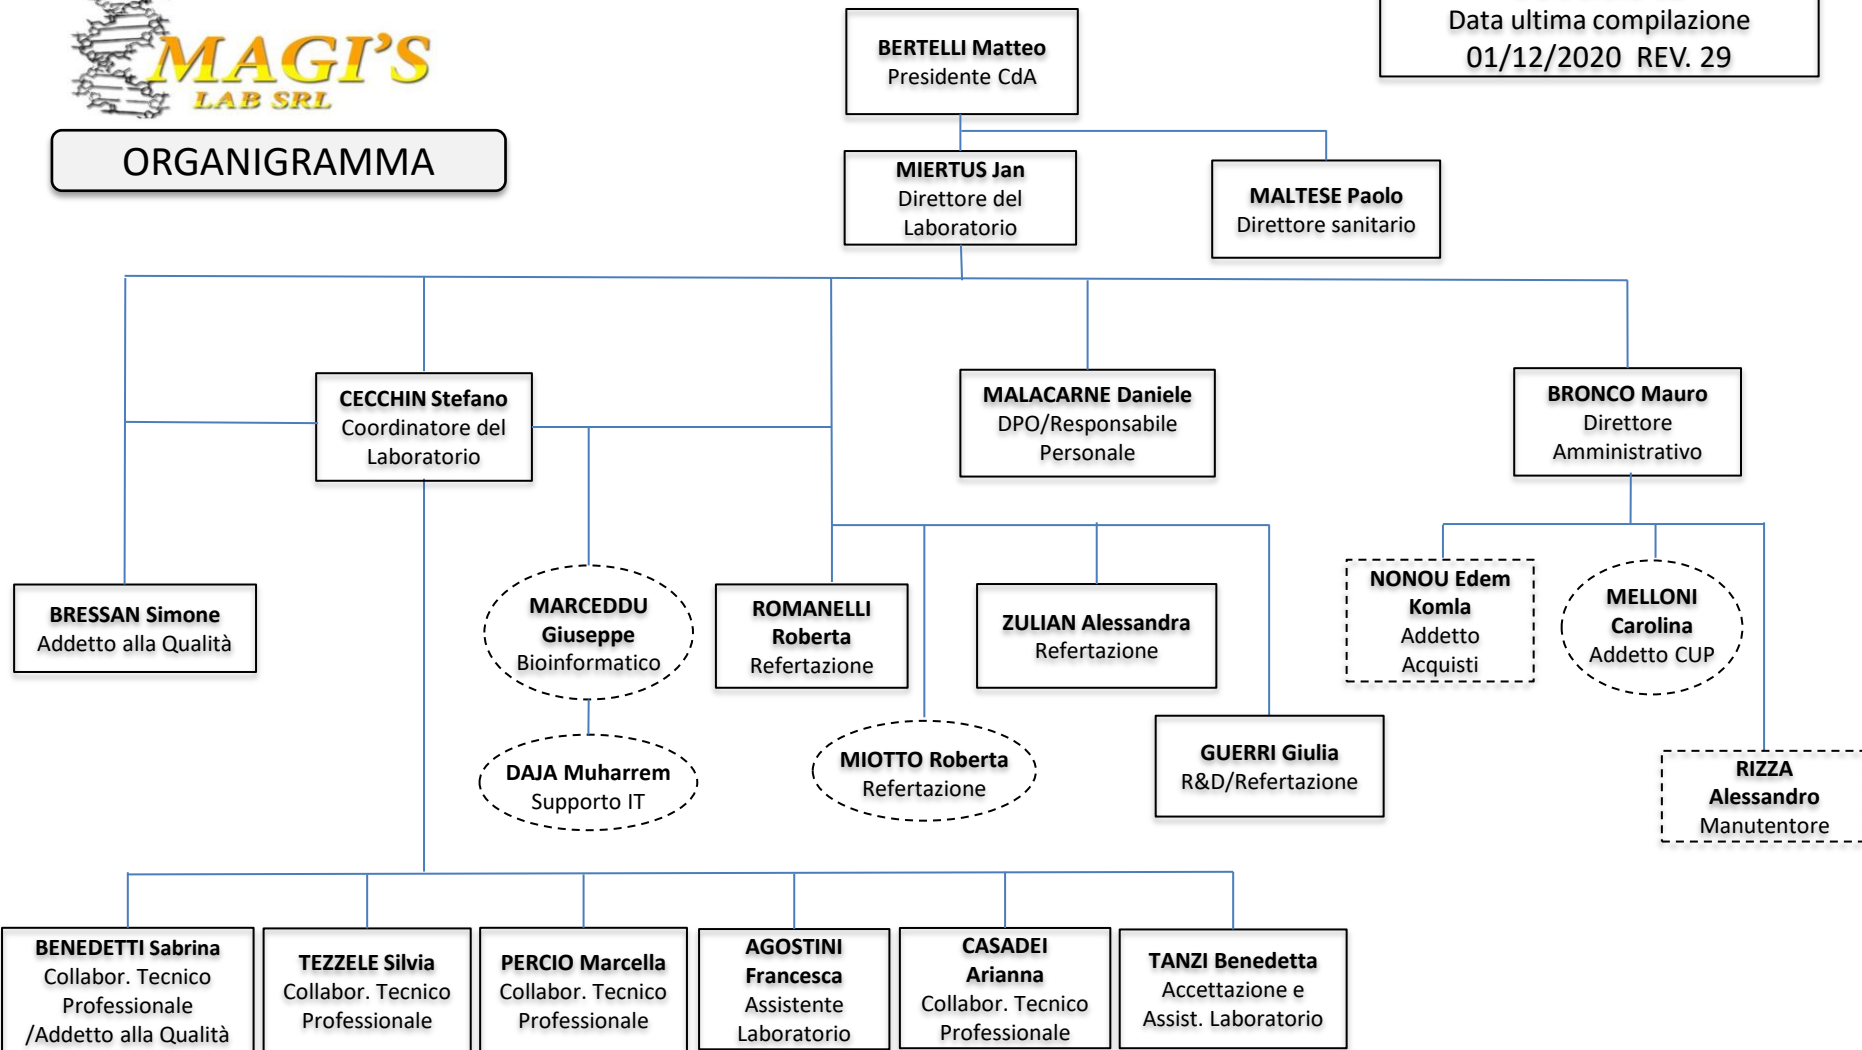 MAGI'S
LAB SRL
ORGANIGRAMMA
Data ultima compilazione
01/12/2020 REV. 29
BERTELLI Matteo
Presidente CdA
MIERTUS Jan
Direttore del
Laboratorio
MALTESE Paolo
Direttore sanitario
CECCHIN Stefano
Coordinatore del
Laboratorio
MALACARNE Daniele
DPO/Responsabile
Personale
BRONCO Mauro
Direttore
Amministrativo
BRESSAN Simone
Addetto alla Qualità
MARCEDDU
Giuseppe
Bioinformatico
ROMANELLI
Roberta
Refertazione
ZULIAN Alessandra
Refertazione
NONOU Edem
Komla
Addetto
Acquisti
MELLONI
Carolina
Addetto CUP
DAJA Muharrem
Supporto IT
MIOTTO Roberta
Refertazione
GUERRI Giulia
R&D/Refertazione
RIZZA
Alessandro
Manutentore
BENEDETTI Sabrina
Collabor. Tecnico
Professionale
/Addetto alla Qualità
TEZZELE Silvia
Collabor. Tecnico
Professionale
PERCIO Marcella
Collabor. Tecnico
Professionale
AGOSTINI
Francesca
Assistente
Laboratorio
CASADEI
Arianna
Collabor. Tecnico
Professionale
TANZI Benedetta
Accettazione e
Assist. Laboratorio